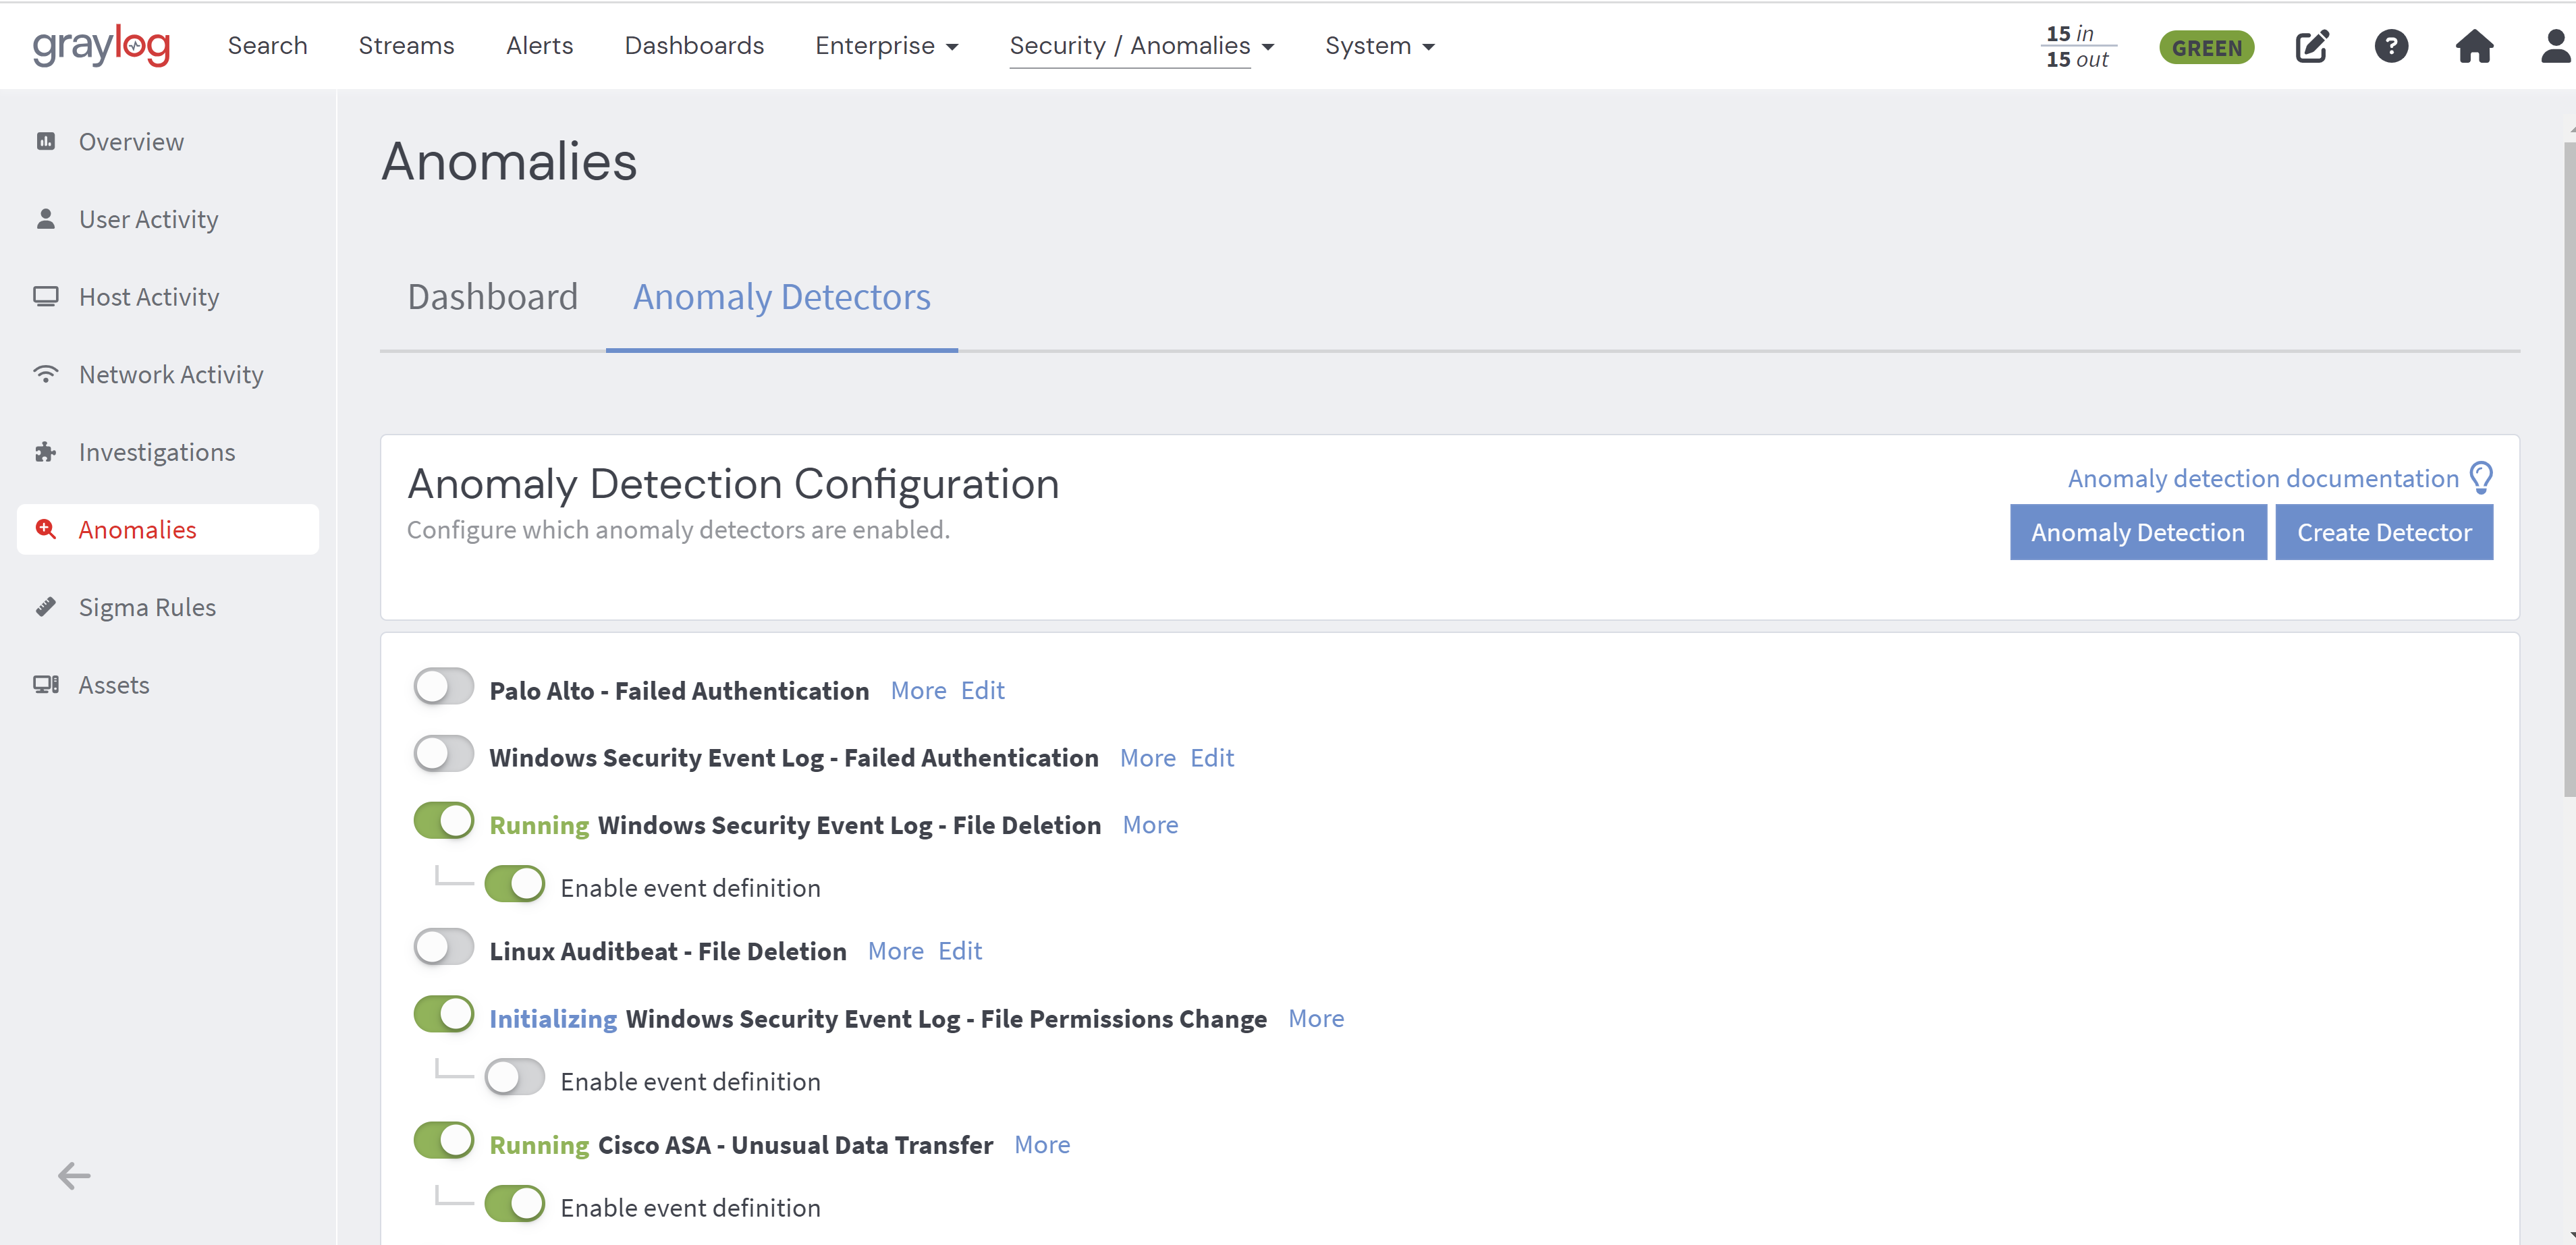 graylog Search Streams Alerts Dashboards Enterprise Security / Anomalies System 15 in GREEN ?
15 out
Overview
User Activity
Host Activity
Network Activity
Investigations
Anomalies
Sigma Rules
Assets
Anomalies
Dashboard Anomaly Detectors
Anomaly Detection Configuration
Configure which anomaly detectors are enabled.
Anomaly detection documentation
Anomaly Detection Create Detector
Palo Alto - Failed Authentication More Edit
Windows Security Event Log - Failed Authentication More Edit
Running Windows Security Event Log - File Deletion More
Enable event definition
Linux Auditbeat - File Deletion More Edit
Initializing Windows Security Event Log - File Permissions Change More
Enable event definition
Running Cisco ASA - Unusual Data Transfer More
Enable event definition